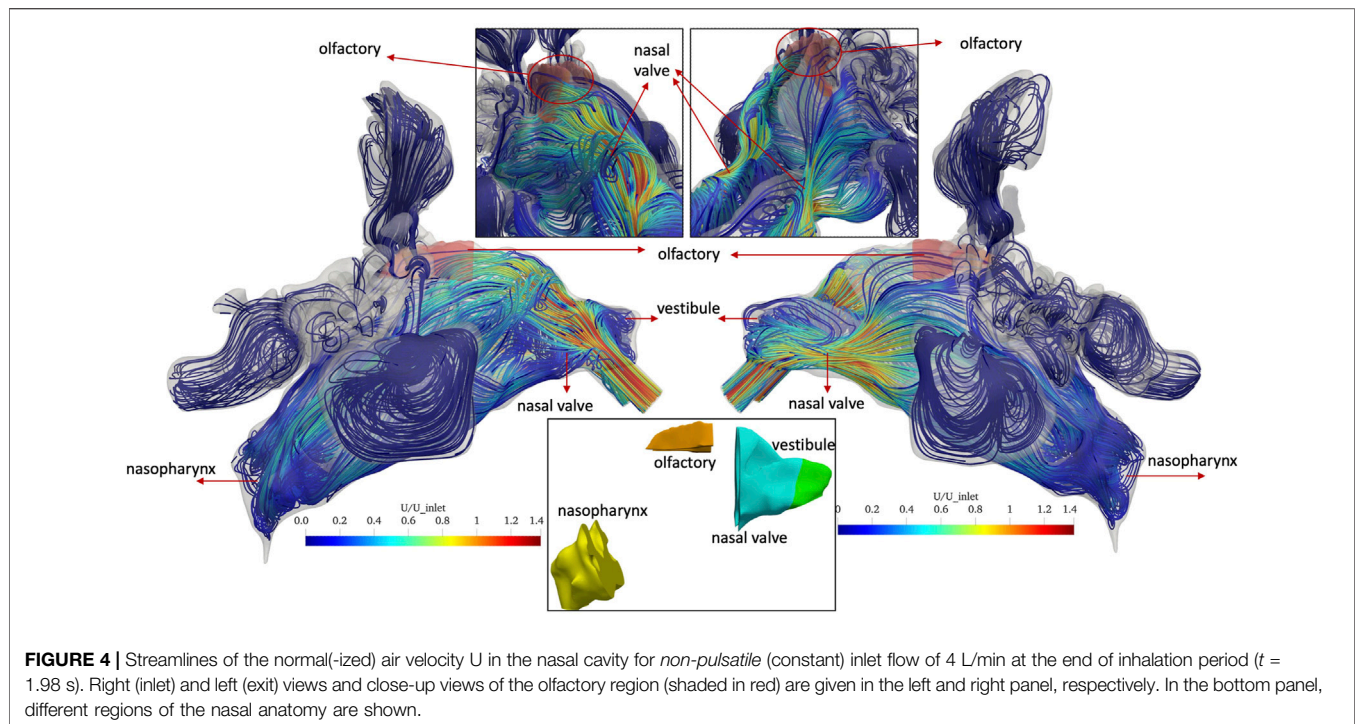 olfactory
nasal
valve
olfactory
olfactory
vestibule
nasal valve
nasal valve
nasopharynx
nasopharynx
olfactory
vestibule
nasopharynx
nasal valve
U/U_inlet
0.0 0.2 0.4 0.6 0.8 1 1.2 1.4
U/U_inlet
0 0.2 0.4 0.6 0.8 1 1.2 1.4
FIGURE 4 | Streamlines of the normal(-ized) air velocity U in the nasal cavity for non-pulsatile (constant) inlet flow of 4 L/min at the end of inhalation period (t =
1.98 s). Right (inlet) and left (exit) views and close-up views of the olfactory region (shaded in red) are given in the left and right panel, respectively. In the bottom panel,
different regions of the nasal anatomy are shown.